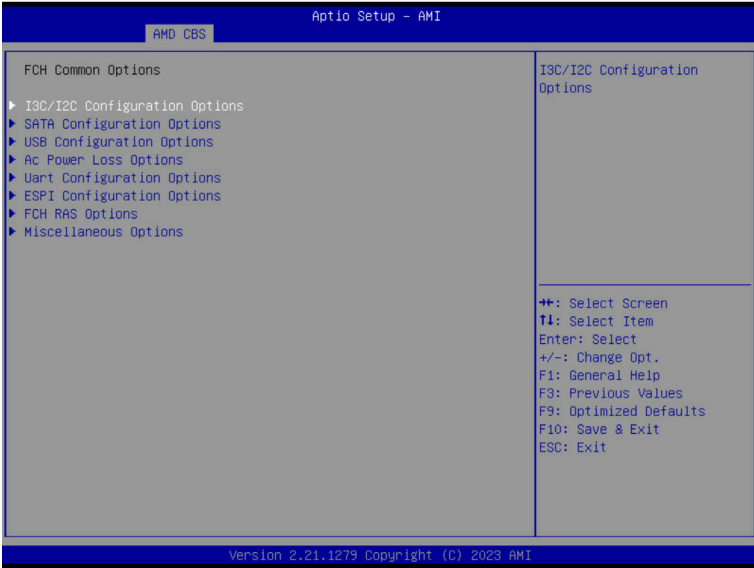 Aptio Setup - AMI
AMD CBS
FCH Common Options
I3C/I2C Configuration Options
SATA Configuration Options
USB Configuration Options
Ac Power Loss Options
Uart Configuration Options
ESPI Configuration Options
FCH RAS Options
Miscellaneous Options
I3C/I2C Configuration
Options
→←: Select Screen
↑↓: Select Item
Enter: Select
+/-: Change Opt.
F1: General Help
F3: Previous Values
F9: Optimized Defaults
F10: Save & Exit
ESC: Exit
Version 2.21.1279 Copyright (C) 2023 AMI